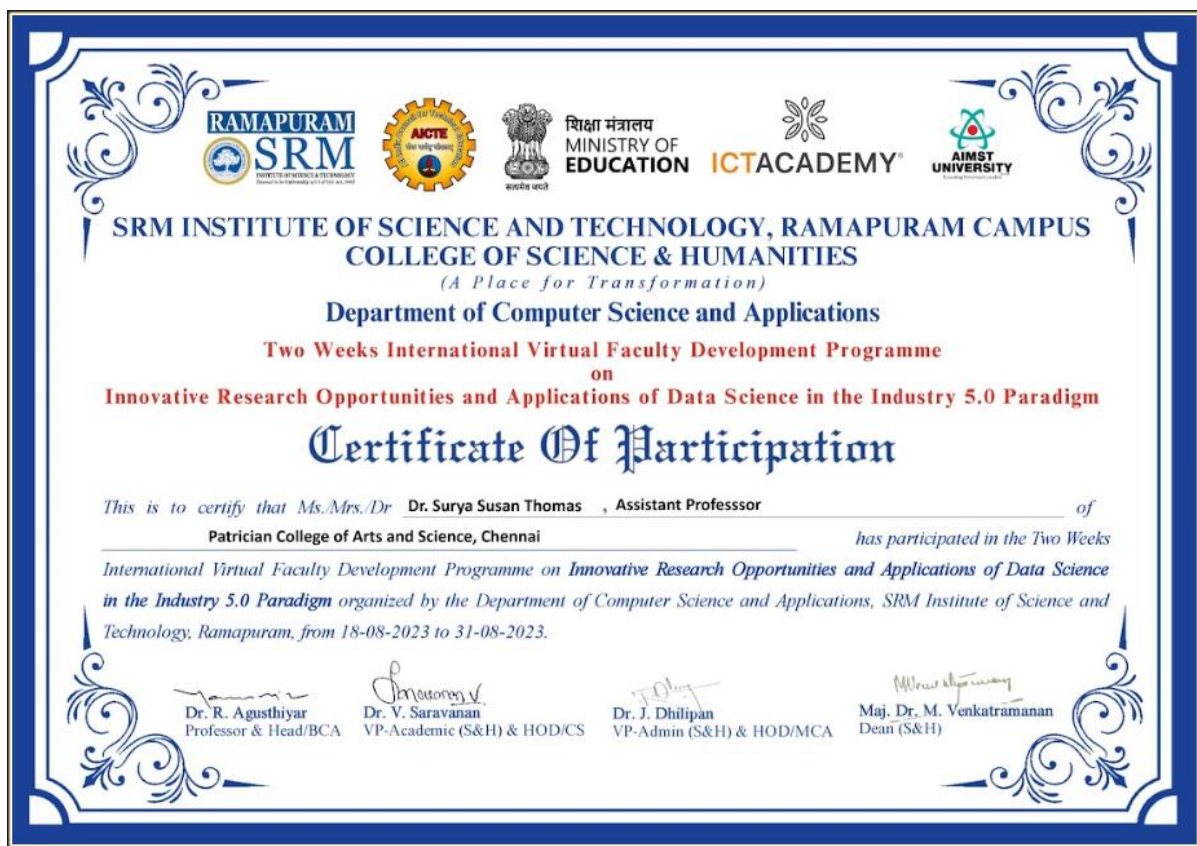 RAMAPURAM
SRM
INSTITUTE OF SCIENCE & TECHNOLOGY
AICTE
सत्यमेव जयते
शिक्षा मंत्रालय
MINISTRY OF
EDUCATION
ICTACADEMY®
AIMST
UNIVERSITY
SRM INSTITUTE OF SCIENCE AND TECHNOLOGY, RAMAPURAM CAMPUS
COLLEGE OF SCIENCE & HUMANITIES
(A Place for Transformation)
Department of Computer Science and Applications
Two Weeks International Virtual Faculty Development Programme
on
Innovative Research Opportunities and Applications of Data Science in the Industry 5.0 Paradigm
Certificate Of Participation
This is to certify that Ms./Mrs./Dr Dr. Surya Susan Thomas , Assistant Professsor of
Patrician College of Arts and Science, Chennai has participated in the Two Weeks
International Virtual Faculty Development Programme on Innovative Research Opportunities and Applications of Data Science
in the Industry 5.0 Paradigm organized by the Department of Computer Science and Applications, SRM Institute of Science and
Technology, Ramapuram, from 18-08-2023 to 31-08-2023.
Dr. R. Agusthiyar
Professor & Head/BCA
Dr. V. Saravanan
VP-Academic (S&H) & HOD/CS
Dr. J. Dhilipan
VP-Admin (S&H) & HOD/MCA
Maj. Dr. M. Venkatramanan
Dean (S&H)